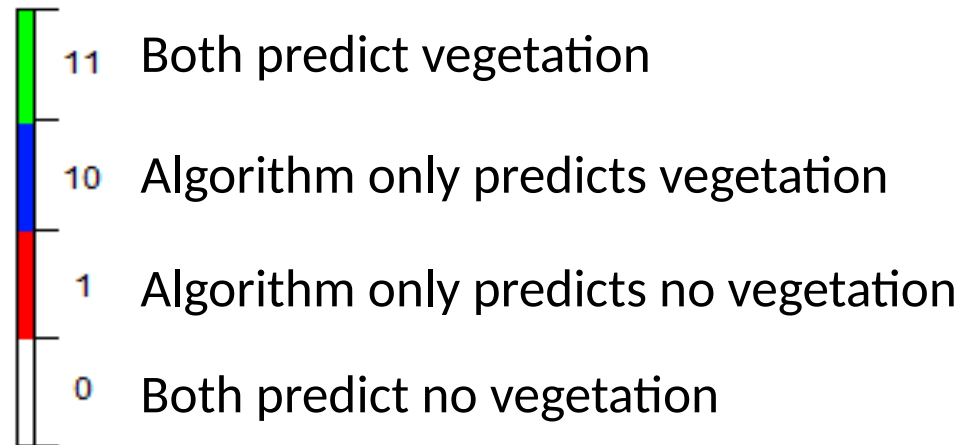 11 Both predict vegetation
10 Algorithm only predicts vegetation
1 Algorithm only predicts no vegetation
0 Both predict no vegetation